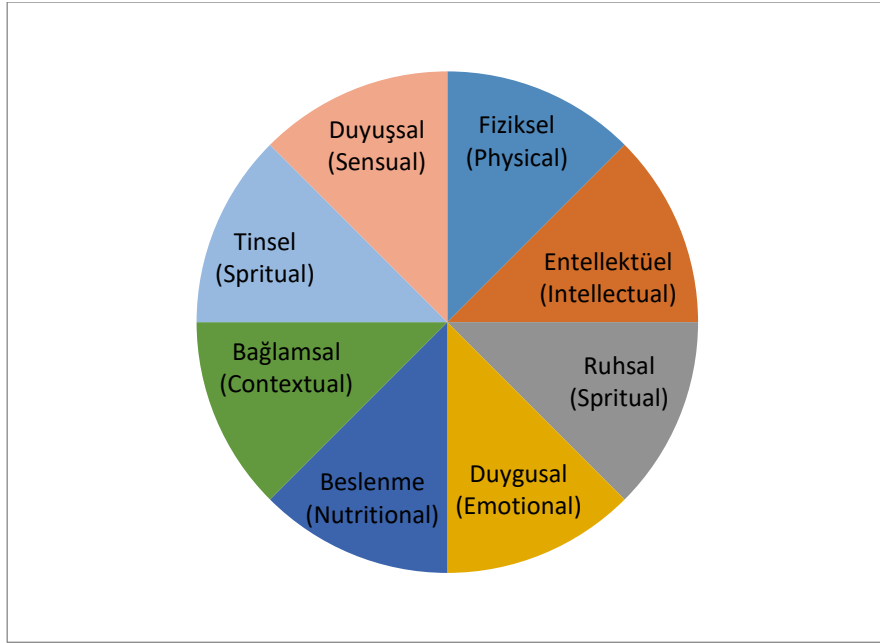 Fiziksel
(Physical)
Entellektüel
(Intellectual)
Ruhsal
(Spritual)
Duygusal
(Emotional)
Beslenme
(Nutritional)
Bağlamsal
(Contextual)
Tinsel
(Spritual)
Duyuşsal
(Sensual)